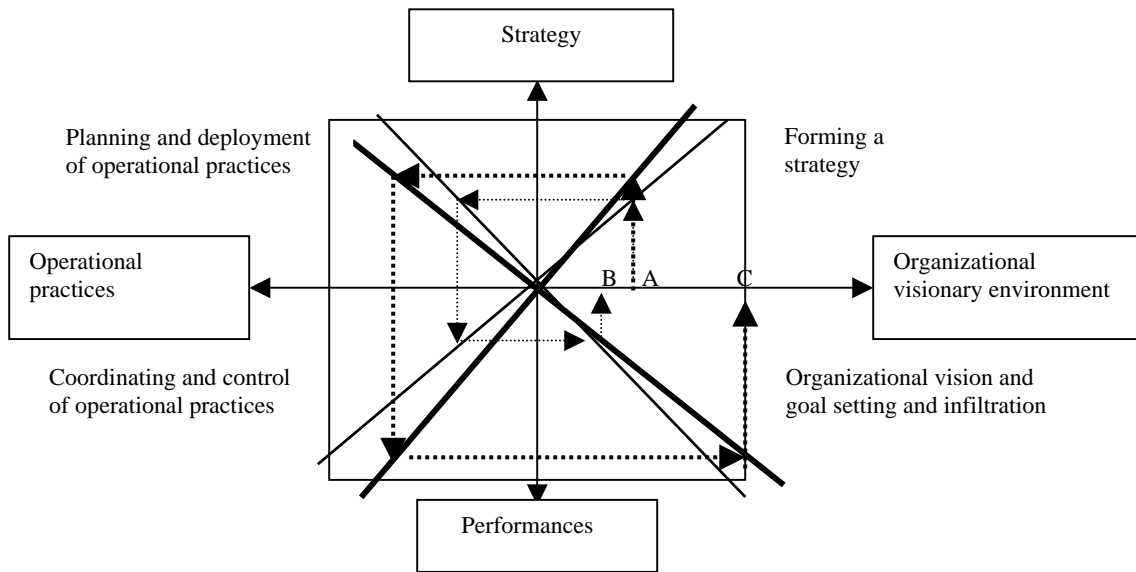 Strategy
Planning and deployment
of operational practices
Forming a
strategy
Operational
practices
B A C
Organizational
visionary environment
Coordinating and control
of operational practices
Organizational vision and
goal setting and infiltration
Performances